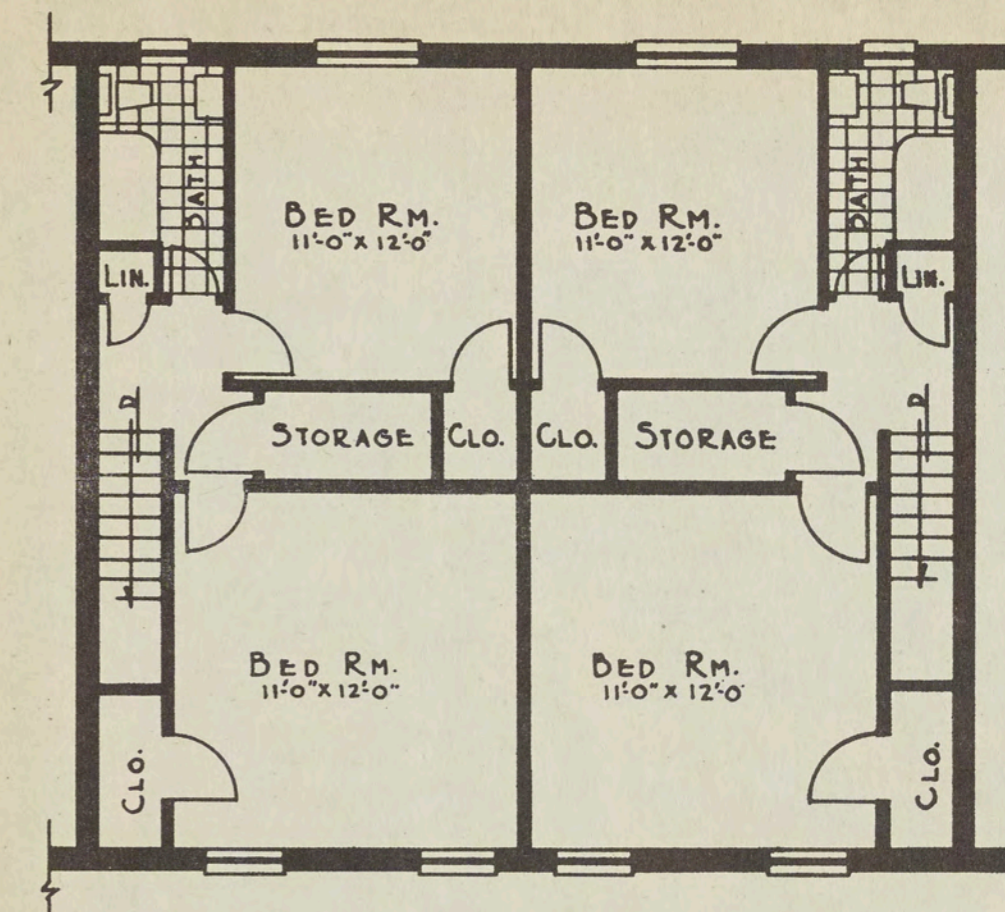 BATH
BED RM.
11'-0" X 12'-0"
BED RM.
11'-0" X 12'-0"
BATH
LIN.
LIN.
D
STORAGE
CLO.
CLO.
STORAGE
D
BED RM.
11'-0" X 12'-0"
BED RM.
11'-0" X 12'-0
CLO.
CLO.